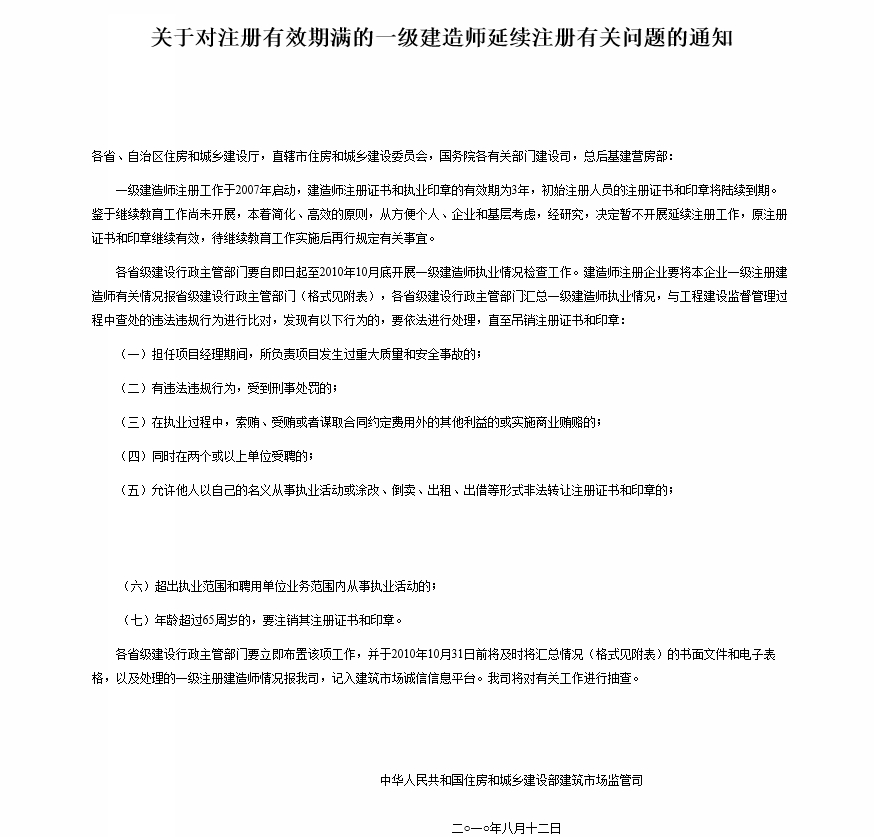 关于对注册有效期满的一级建造师延续注册有关问题的通知
各省、自治区住房和城乡建设厅，直辖市住房和城乡建设委员会，国务院各有关部门建设司，总后基建营房部：
一级建造师注册工作于2007年启动，建造师注册证书和执业印章的有效期为3年，初始注册人员的注册证书和印章将陆续到期。
鉴于继续教育工作尚未开展，本着简化、高效的原则，从方便个人、企业和基层考虑，经研究，决定暂不开展延续注册工作，原注册
证书和印章继续有效，待继续教育工作实施后再行规定有关事宜。
各省级建设行政主管部门要自即日起至2010年10月底开展一级建造师执业情况检查工作。建造师注册企业要将本企业一级注册建
造师有关情况报省级建设行政主管部门（格式见附表），各省级建设行政主管部门汇总一级建造师执业情况，与工程建设监督管理过
程中查处的违法违规行为进行比对，发现有以下行为的，要依法进行处理，直至吊销注册证书和印章：
（一）担任项目经理期间，所负责项目发生过重大质量和安全事故的；
（二）有违法违规行为，受到刑事处罚的；
（三）在执业过程中，索贿、受贿或者谋取合同约定费用外的其他利益的或实施商业贿赂的；
（四）同时在两个或以上单位受聘的；
（五）允许他人以自己的名义从事执业活动或涂改、倒卖、出租、出借等形式非法转让注册证书和印章的；
（六）超出执业范围和聘用单位业务范围内从事执业活动的；
（七）年龄超过65周岁的，要注销其注册证书和印章。
各省级建设行政主管部门要立即布置该项工作，并于2010年10月31日前将及时将汇总情况（格式见附表）的书面文件和电子表
格，以及处理的一级注册建造师情况报我司，记入建筑市场诚信信息平台。我司将对有关工作进行抽查。
中华人民共和国住房和城乡建设部建筑市场监管司
二○一○年八月十二日